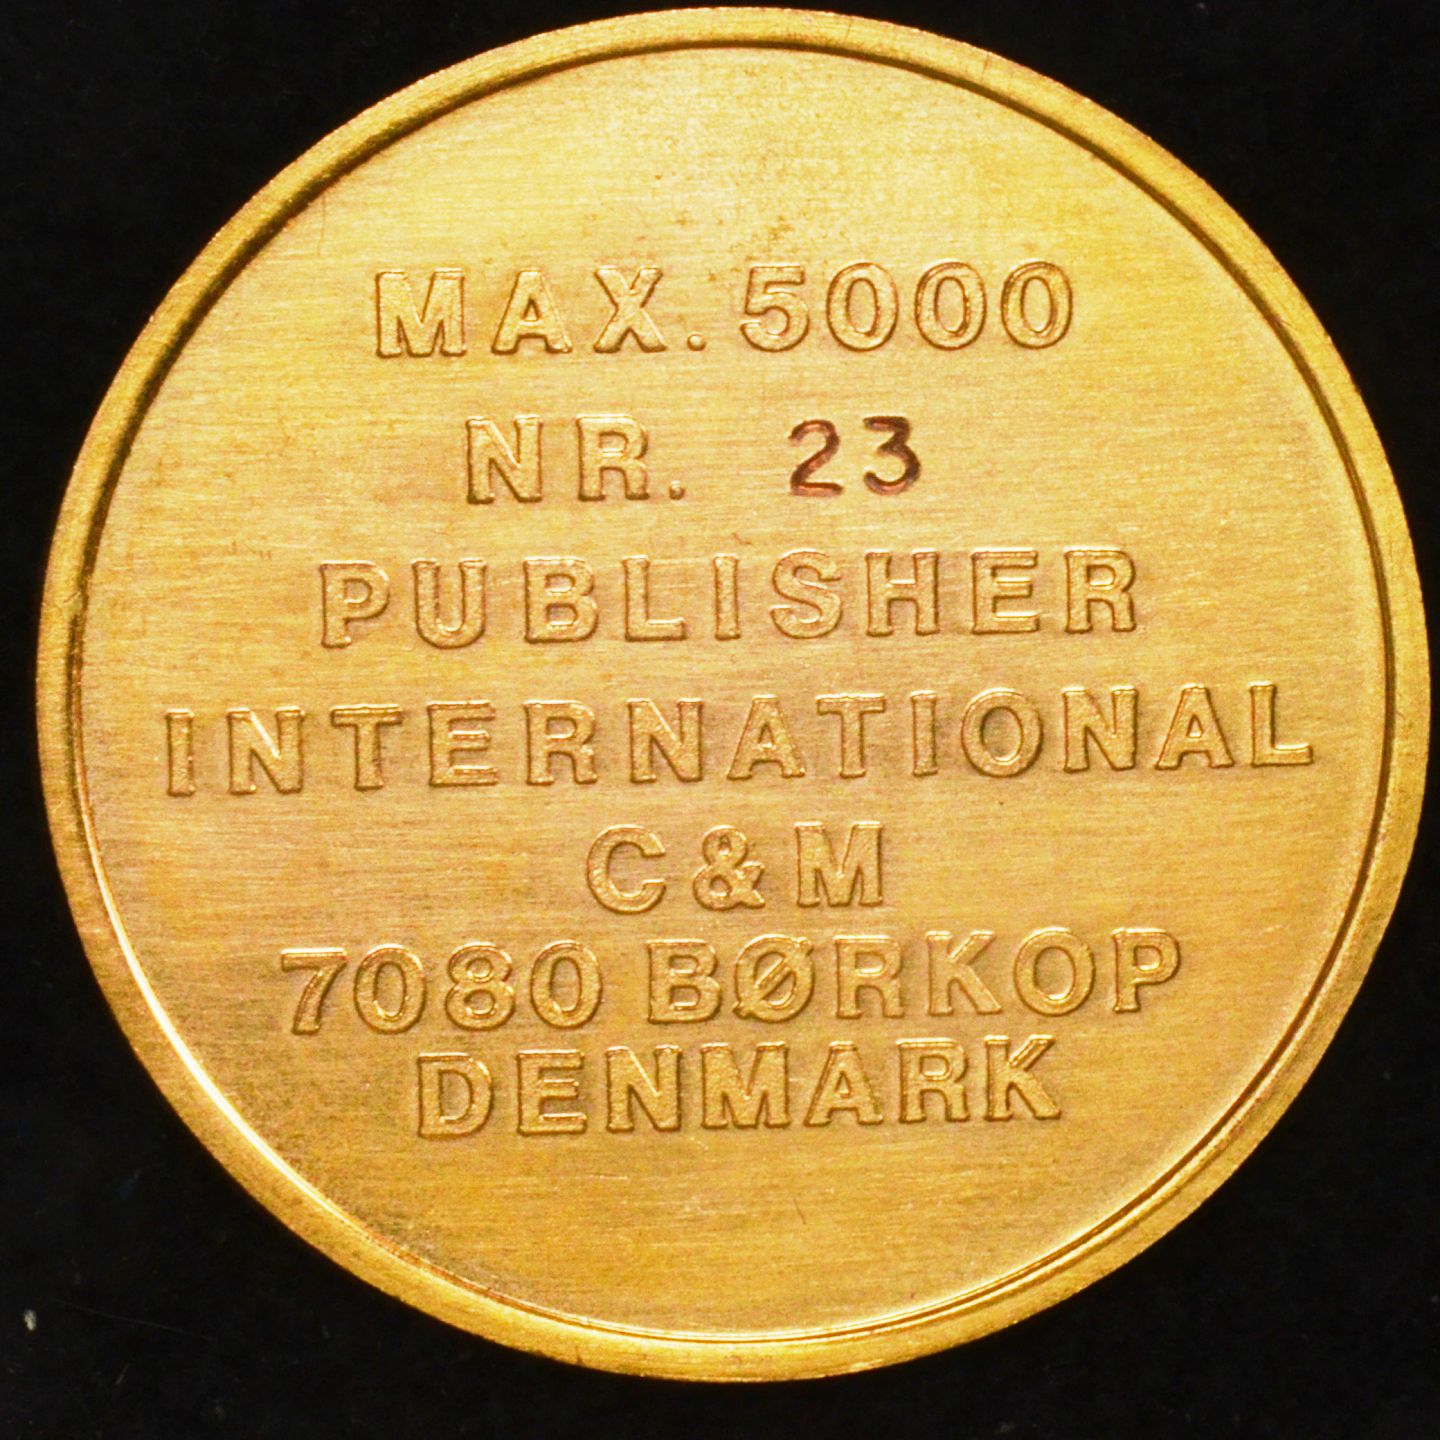 MAX. 5000
NR. 23
PUBLISHER
INTERNATIONAL
C&M
7080 BØRKOP
DENMARK